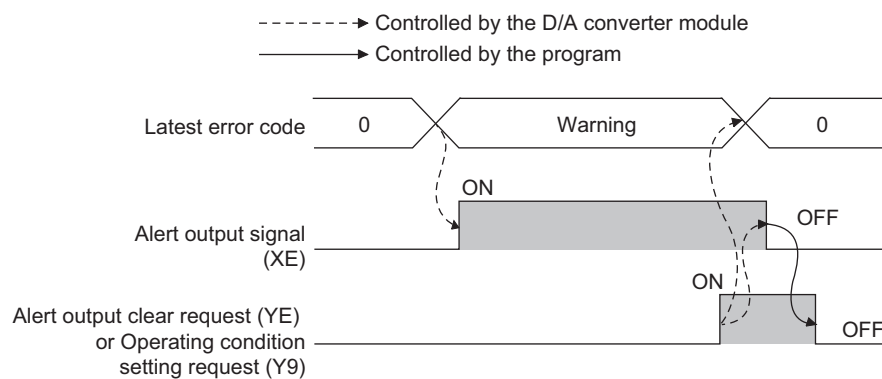 Controlled by the D/A converter module
Controlled by the program
Latest error code
0
Warning
0
ON
Alert output signal
(XE)
OFF
ON
Alert output clear request (YE)
or Operating condition
setting request (Y9)
OFF